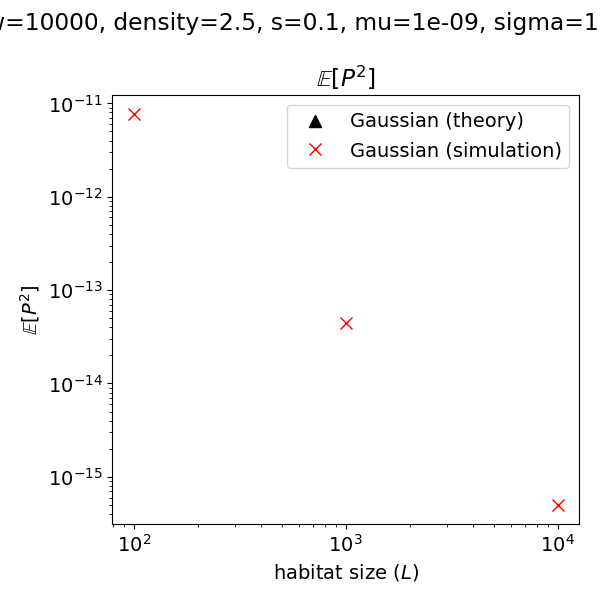 =10000, density=2.5, s=0.1, mu=1e-09, sigma=1
𝔼[P²]
10⁻¹¹
Gaussian (theory)
Gaussian (simulation)
10⁻¹²
10⁻¹³
𝔼[P²]
10⁻¹⁴
10⁻¹⁵
10² 10³ 10⁴
habitat size (L)